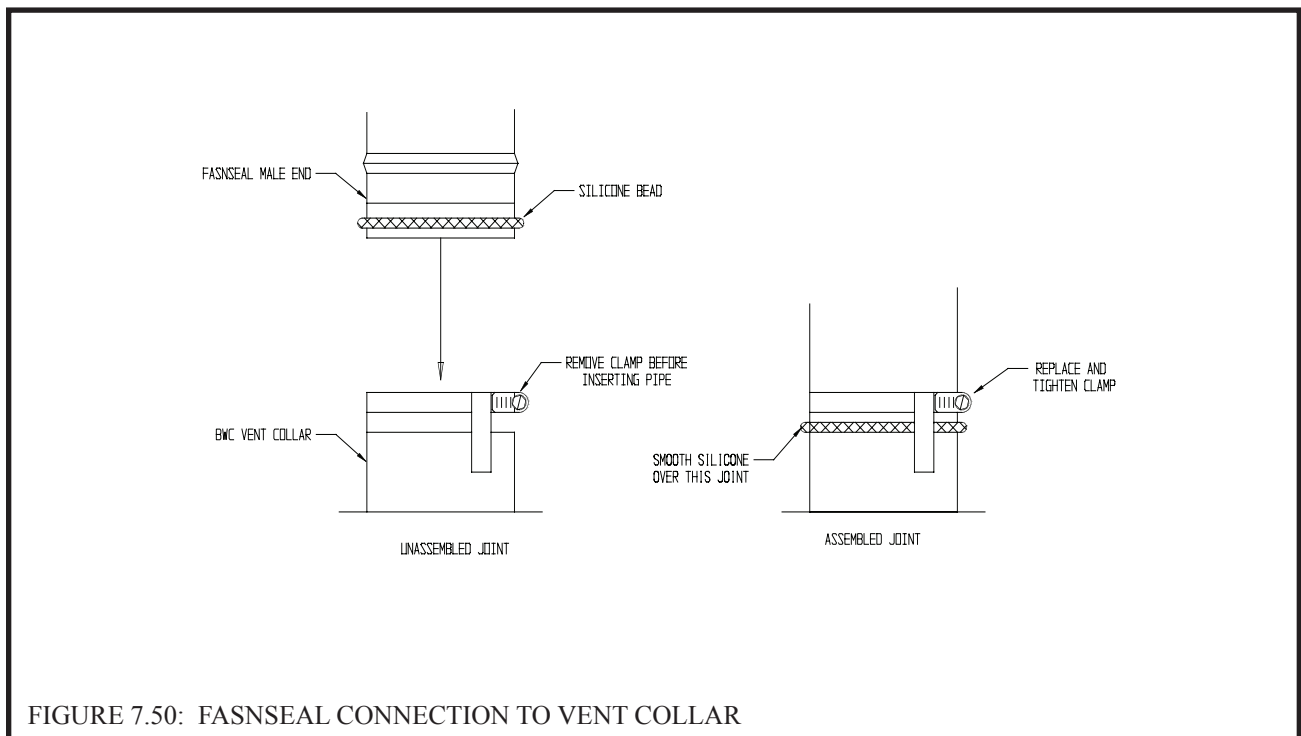 FASNSEAL MALE END
SILICONE BEAD
REMOVE CLAMP BEFORE
INSERTING PIPE
BWC VENT COLLAR
UNASSEMBLED JOINT
REPLACE AND
TIGHTEN CLAMP
SMOOTH SILICONE
OVER THIS JOINT
ASSEMBLED JOINT
FIGURE 7.50: FASNSEAL CONNECTION TO VENT COLLAR